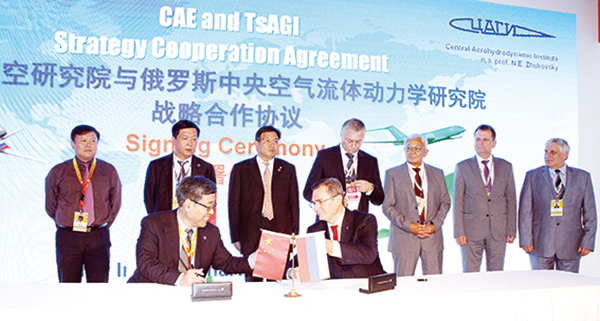 CAE and TsAGI
Strategy Cooperation Agreement
空研究院与俄罗斯中央空气流体动力学研究院
战略合作协议
Signing Ceremony
署
ЦАГИ
Central Aerohydrodynamic Institute
n.a. prof. N.E. Zhukovsky